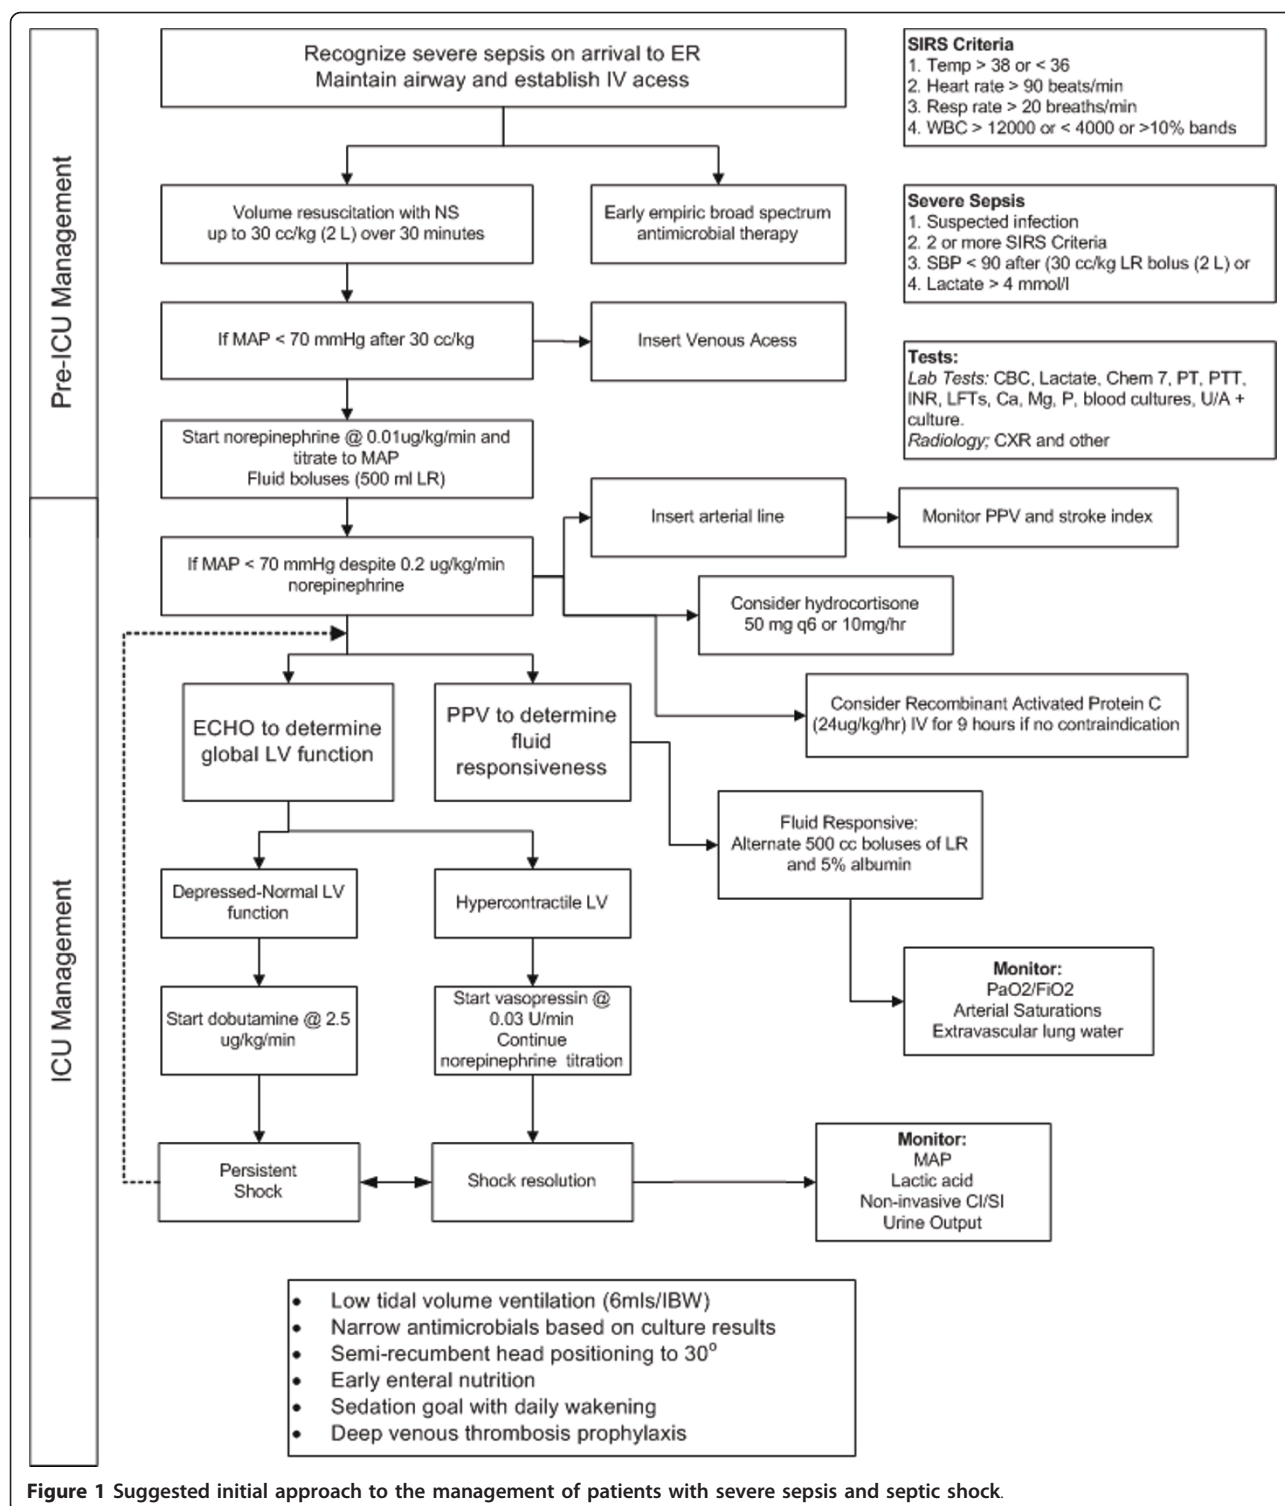 Pre-ICU Management
Recognize severe sepsis on arrival to ER
Maintain airway and establish IV acess
SIRS Criteria
1. Temp > 38 or < 36
2. Heart rate > 90 beats/min
3. Resp rate > 20 breaths/min
4. WBC > 12000 or < 4000 or >10% bands
Volume resuscitation with NS
up to 30 cc/kg (2 L) over 30 minutes
Early empiric broad spectrum
antimicrobial therapy
Severe Sepsis
1. Suspected infection
2. 2 or more SIRS Criteria
3. SBP < 90 after (30 cc/kg LR bolus (2 L) or
4. Lactate > 4 mmol/l
If MAP < 70 mmHg after 30 cc/kg
Insert Venous Acess
Tests:
Lab Tests: CBC, Lactate, Chem 7, PT, PTT,
INR, LFTs, Ca, Mg, P, blood cultures, U/A +
culture.
Radiology; CXR and other
Start norepinephrine @ 0.01ug/kg/min and
titrate to MAP
Fluid boluses (500 ml LR)
ICU Management
Insert arterial line
Monitor PPV and stroke index
If MAP < 70 mmHg despite 0.2 ug/kg/min
norepinephrine
Consider hydrocortisone
50 mg q6 or 10mg/hr
Consider Recombinant Activated Protein C
(24ug/kg/hr) IV for 9 hours if no contraindication
ECHO to determine
global LV function
PPV to determine
fluid
responsiveness
Fluid Responsive:
Alternate 500 cc boluses of LR
and 5% albumin
Depressed-Normal LV
function
Hypercontractile LV
Monitor:
PaO2/FiO2
Arterial Saturations
Extravascular lung water
Start dobutamine @ 2.5
ug/kg/min
Start vasopressin @
0.03 U/min
Continue
norepinephrine titration
Persistent
Shock
Shock resolution
Monitor:
MAP
Lactic acid
Non-invasive CI/SI
Urine Output
• Low tidal volume ventilation (6mls/IBW)
• Narrow antimicrobials based on culture results
• Semi-recumbent head positioning to 30°
• Early enteral nutrition
• Sedation goal with daily wakening
• Deep venous thrombosis prophylaxis
Figure 1 Suggested initial approach to the management of patients with severe sepsis and septic shock.